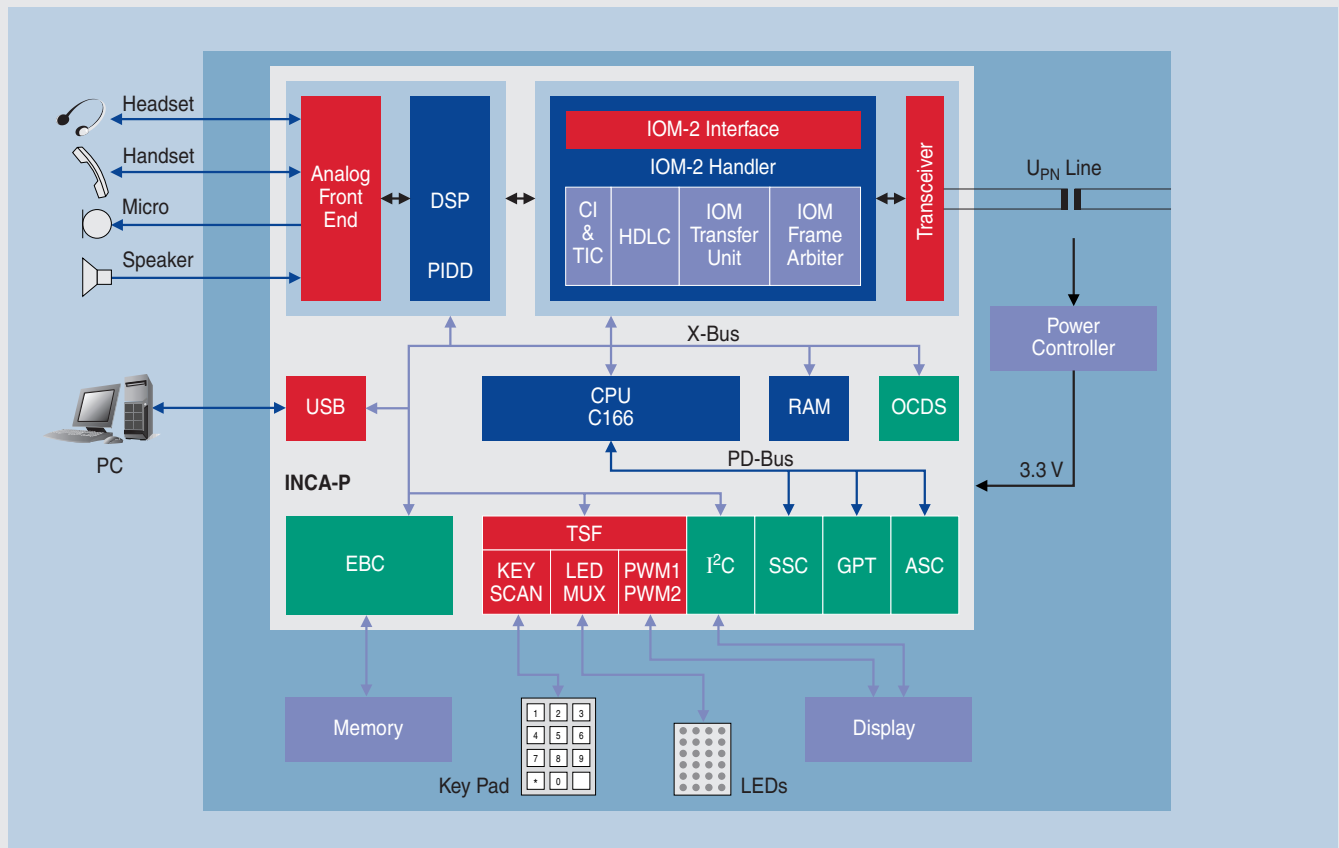 Headset
Handset
Micro
Speaker
Analog
Front
End
DSP
PIDD
IOM-2 Interface
IOM-2 Handler
CI
&
TIC
HDLC
IOM
Transfer
Unit
IOM
Frame
Arbiter
Transceiver
UPN Line
Power
Controller
3.3 V
X-Bus
PC
USB
CPU
C166
RAM
OCDS
PD-Bus
INCA-P
EBC
TSF
KEY
SCAN
LED
MUX
PWM1
PWM2
I²C
SSC
GPT
ASC
Memory
1 2 3
4 5 6
7 8 9
* 0
Key Pad
LEDs
Display